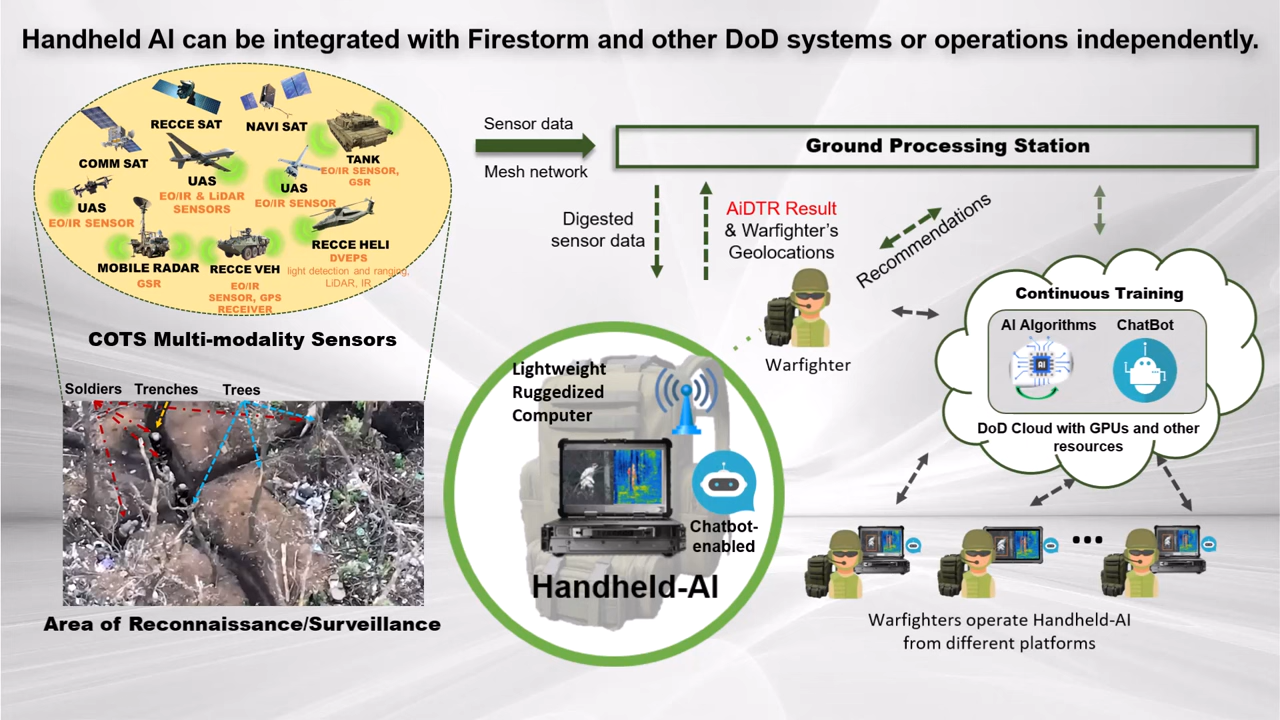 Handheld AI can be integrated with Firestorm and other DoD systems or operations independently.
RECCE SAT
NAVI SAT
COMM SAT
TANK
EO/IR SENSOR,
GSR
UAS
EO/IR & LiDAR
SENSORS
UAS
EO/IR SENSOR
UAS
EO/IR SENSOR
MOBILE RADAR
GSR
RECCE VEH
EO/IR
SENSOR, GPS
RECEIVER
RECCE HELI
DVEPS
light detection and ranging,
LiDAR, IR
COTS Multi-modality Sensors
Soldiers Trenches Trees
Area of Reconnaissance/Surveillance
Sensor data
Mesh network
Ground Processing Station
Digested
sensor data
AiDTR Result
& Warfighter's
Geolocations
Recommendations
Warfighter
Lightweight
Ruggedized
Computer
Chatbot-
enabled
Handheld-AI
Continuous Training
AI Algorithms
ChatBot
AI
DoD Cloud with GPUs and other
resources
Warfighters operate Handheld-AI
from different platforms